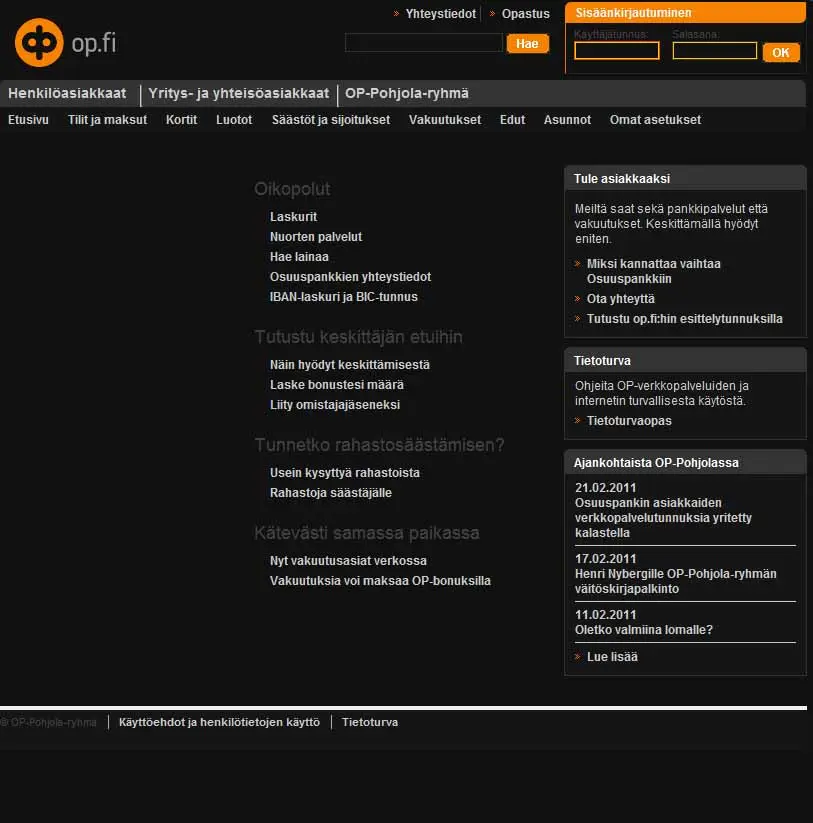 op.fi
Yhteystiedot
Opastus
Hae
Sisäänkirjautuminen
Käyttäjätunnus: Salasana:
OK
Henkilöasiakkaat Yritys- ja yhteisöasiakkaat OP-Pohjola-ryhmä
Etusivu Tilit ja maksut Kortit Luotot Säästöt ja sijoitukset Vakuutukset Edut Asunnot Omat asetukset
Oikopolut
Laskurit
Nuorten palvelut
Hae lainaa
Osuuspankkien yhteystiedot
IBAN-laskuri ja BIC-tunnus
Tutustu keskittäjän etuihin
Näin hyödyt keskittämisestä
Laske bonustesi määrä
Liity omistajajäseneksi
Tunnetko rahastosäästämisen?
Usein kysyttyä rahastoista
Rahastoja säästäjälle
Kätevästi samassa paikassa
Nyt vakuutusasiat verkossa
Vakuutuksia voi maksaa OP-bonuksilla
Tule asiakkaaksi
Meiltä saat sekä pankkipalvelut että
vakuutukset. Keskittämällä hyödyt
eniten.
Miksi kannattaa vaihtaa
Osuuspankkiin
Ota yhteyttä
Tutustu op.fi:hin esittelytunnuksilla
Tietoturva
Ohjeita OP-verkkopalveluiden ja
internetin turvallisesta käytöstä.
Tietoturvaopas
Ajankohtaista OP-Pohjolassa
21.02.2011
Osuuspankin asiakkaiden
verkkopalvelutunnuksia yritetty
kalastella
17.02.2011
Henri Nybergille OP-Pohjola-ryhmän
väitöskirjapalkinto
11.02.2011
Oletko valmiina lomalle?
Lue lisää
© OP-Pohjola-ryhmä Käyttöehdot ja henkilötietojen käyttö Tietoturva